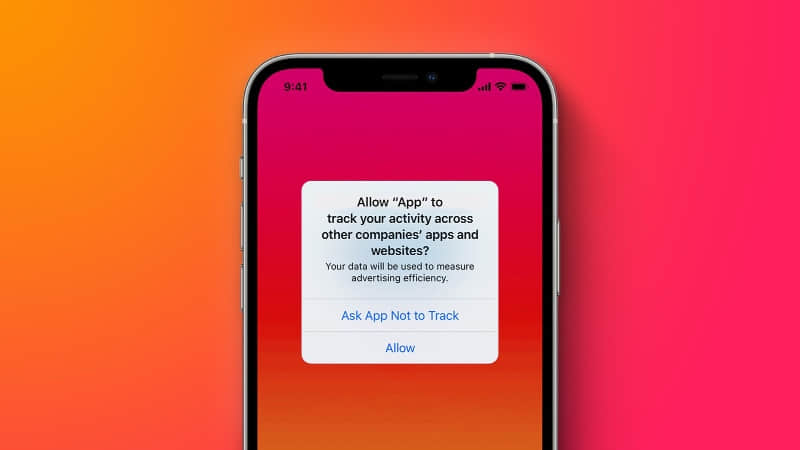 9:41
Allow “App” to
track your activity across
other companies’ apps and
websites?
Your data will be used to measure
advertising efficiency.
Ask App Not to Track
Allow